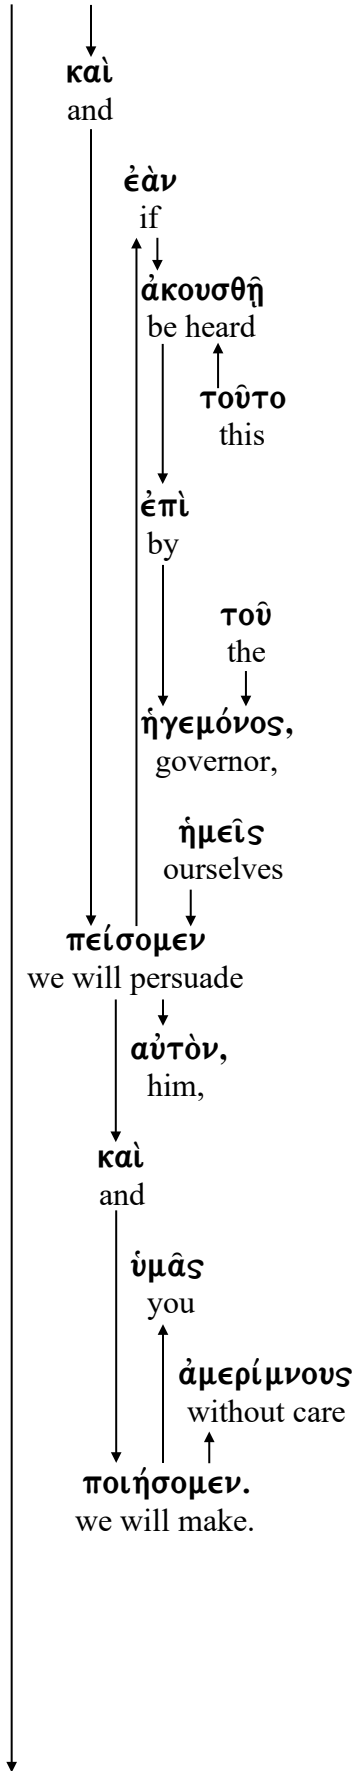 καὶ
and
ἐὰν
if
ἀκουσθῇ
be heard
τοῦτο
this
ἐπὶ
by
τοῦ
the
ἡγεμόνος,
governor,
ἡμεῖς
ourselves
πείσομεν
we will persuade
αὐτὸν,
him,
καὶ
and
ὑμᾶς
you
ἀμερίμνους
without care
ποιήσομεν.
we will make.